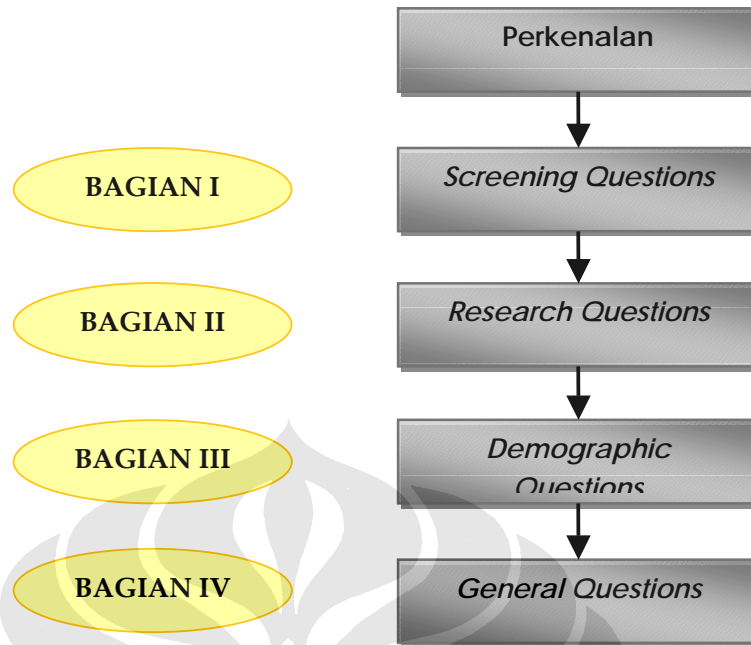 Perkenalan
BAGIAN I
Screening Questions
BAGIAN II
Research Questions
BAGIAN III
Demographic
Questions
BAGIAN IV
General Questions